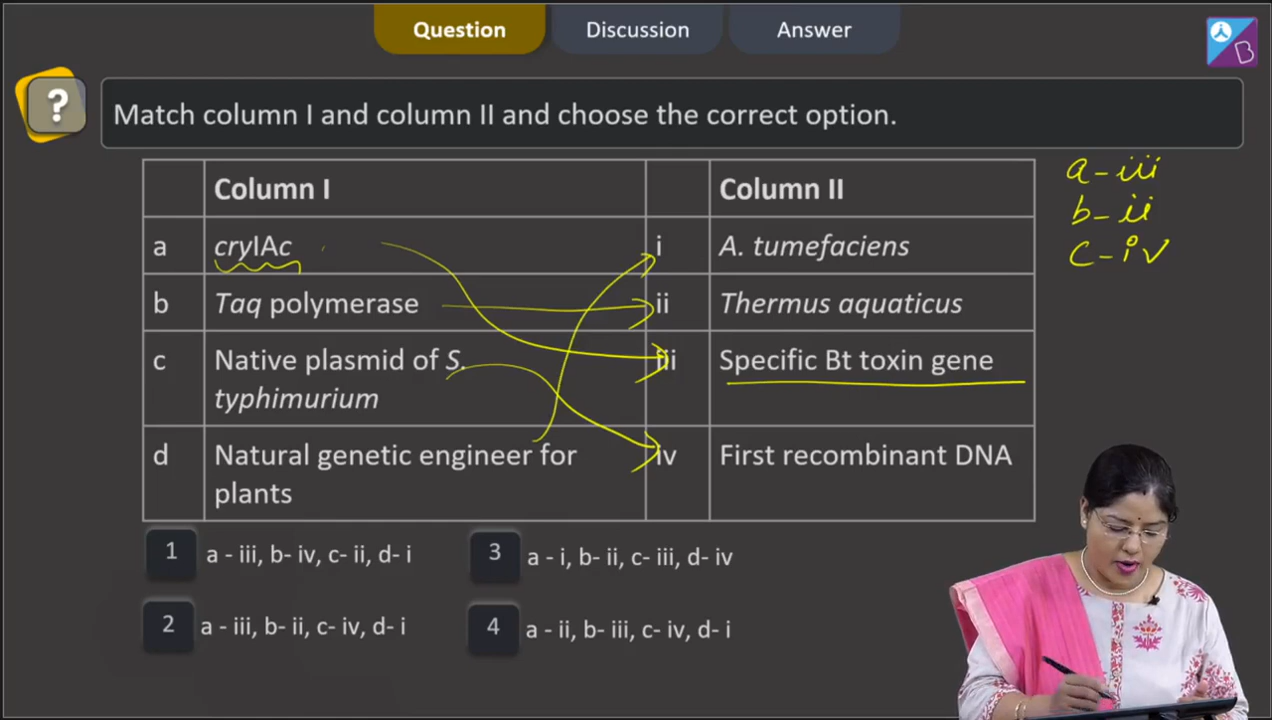 Question Discussion Answer
B
?
Match column I and column II and choose the correct option.
Column I Column II
a cryIAc i A. tumefaciens
b Taq polymerase ii Thermus aquaticus
c Native plasmid of S. typhimurium iii Specific Bt toxin gene
d Natural genetic engineer for plants iv First recombinant DNA
a - iii
b - ii
c - iv
1 a - iii, b- iv, c- ii, d- i
2 a - iii, b- ii, c- iv, d- i
3 a - i, b- ii, c- iii, d- iv
4 a - ii, b- iii, c- iv, d- i